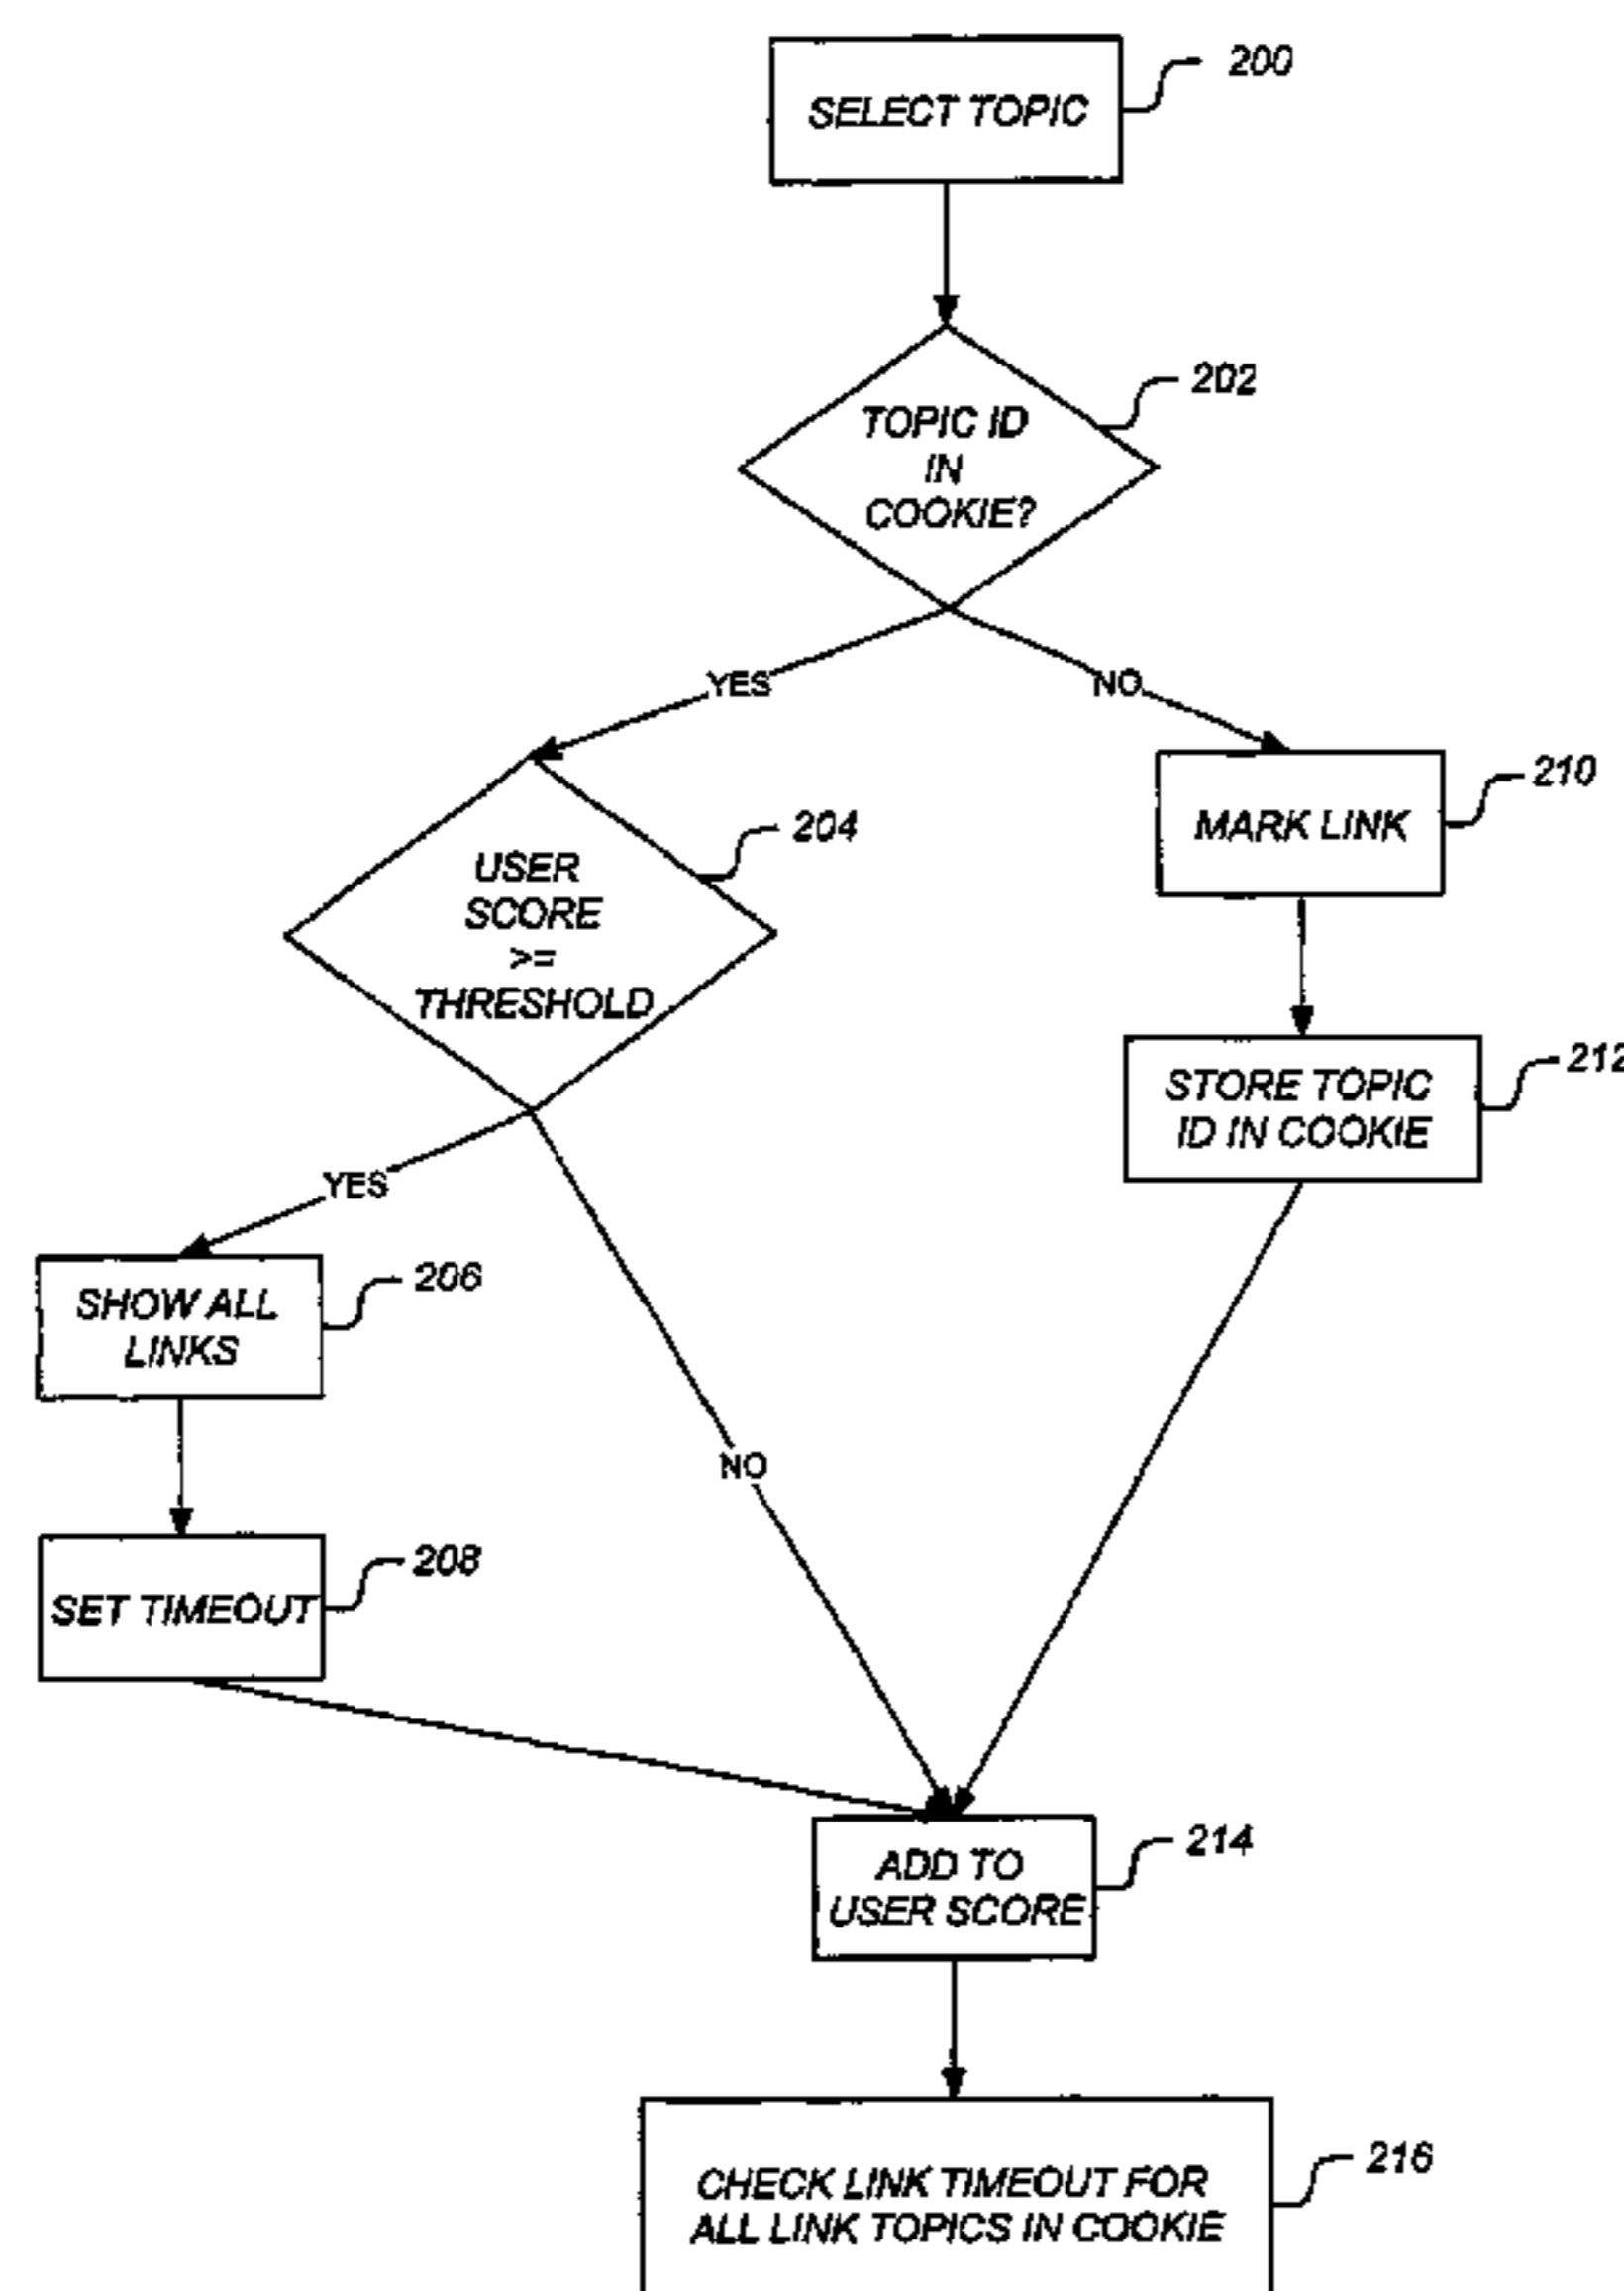 200
SELECT TOPIC
202
TOPIC ID
IN
COOKIE?
YES
NO
204
USER
SCORE
>=
THRESHOLD
210
MARK LINK
212
STORE TOPIC
ID IN COOKIE
YES
206
SHOW ALL
LINKS
NO
208
SET TIMEOUT
214
ADD TO
USER SCORE
216
CHECK LINK TIMEOUT FOR
ALL LINK TOPICS IN COOKIE